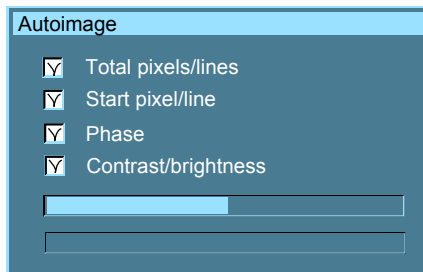 Autoimage
Total pixels/lines
Start pixel/line
Phase
Contrast/brightness